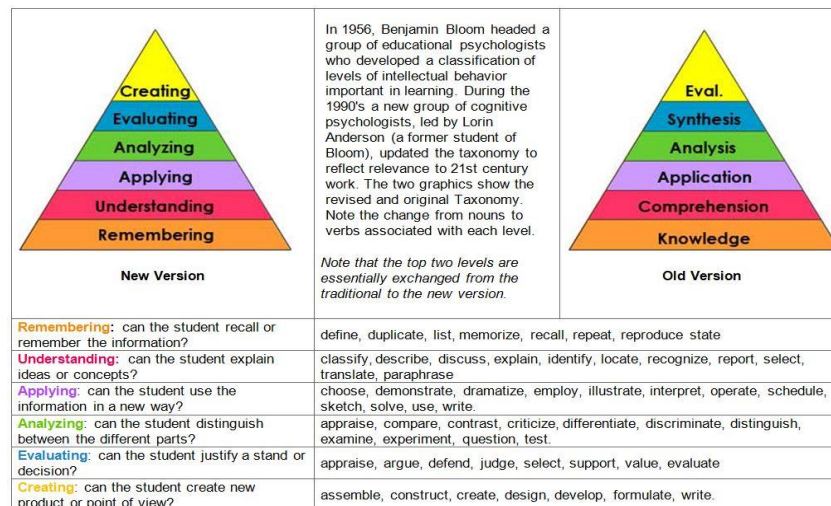 Creating
Evaluating
Analyzing
Applying
Understanding
Remembering
New Version
In 1956, Benjamin Bloom headed a
group of educational psychologists
who developed a classification of
levels of intellectual behavior
important in learning. During the
1990's a new group of cognitive
psychologists, led by Lorin
Anderson (a former student of
Bloom), updated the taxonomy to
reflect relevance to 21st century
work. The two graphics show the
revised and original Taxonomy.
Note the change from nouns to
verbs associated with each level.
Note that the top two levels are
essentially exchanged from the
traditional to the new version.
Eval.
Synthesis
Analysis
Application
Comprehension
Knowledge
Old Version
Remembering: can the student recall or
remember the information?
define, duplicate, list, memorize, recall, repeat, reproduce state
Understanding: can the student explain
ideas or concepts?
classify, describe, discuss, explain, identify, locate, recognize, report, select,
translate, paraphrase
Applying: can the student use the
information in a new way?
choose, demonstrate, dramatize, employ, illustrate, interpret, operate, schedule,
sketch, solve, use, write.
Analyzing: can the student distinguish
between the different parts?
appraise, compare, contrast, criticize, differentiate, discriminate, distinguish,
examine, experiment, question, test.
Evaluating: can the student justify a stand or
decision?
appraise, argue, defend, judge, select, support, value, evaluate
Creating: can the student create new
product or point of view?
assemble, construct, create, design, develop, formulate, write.